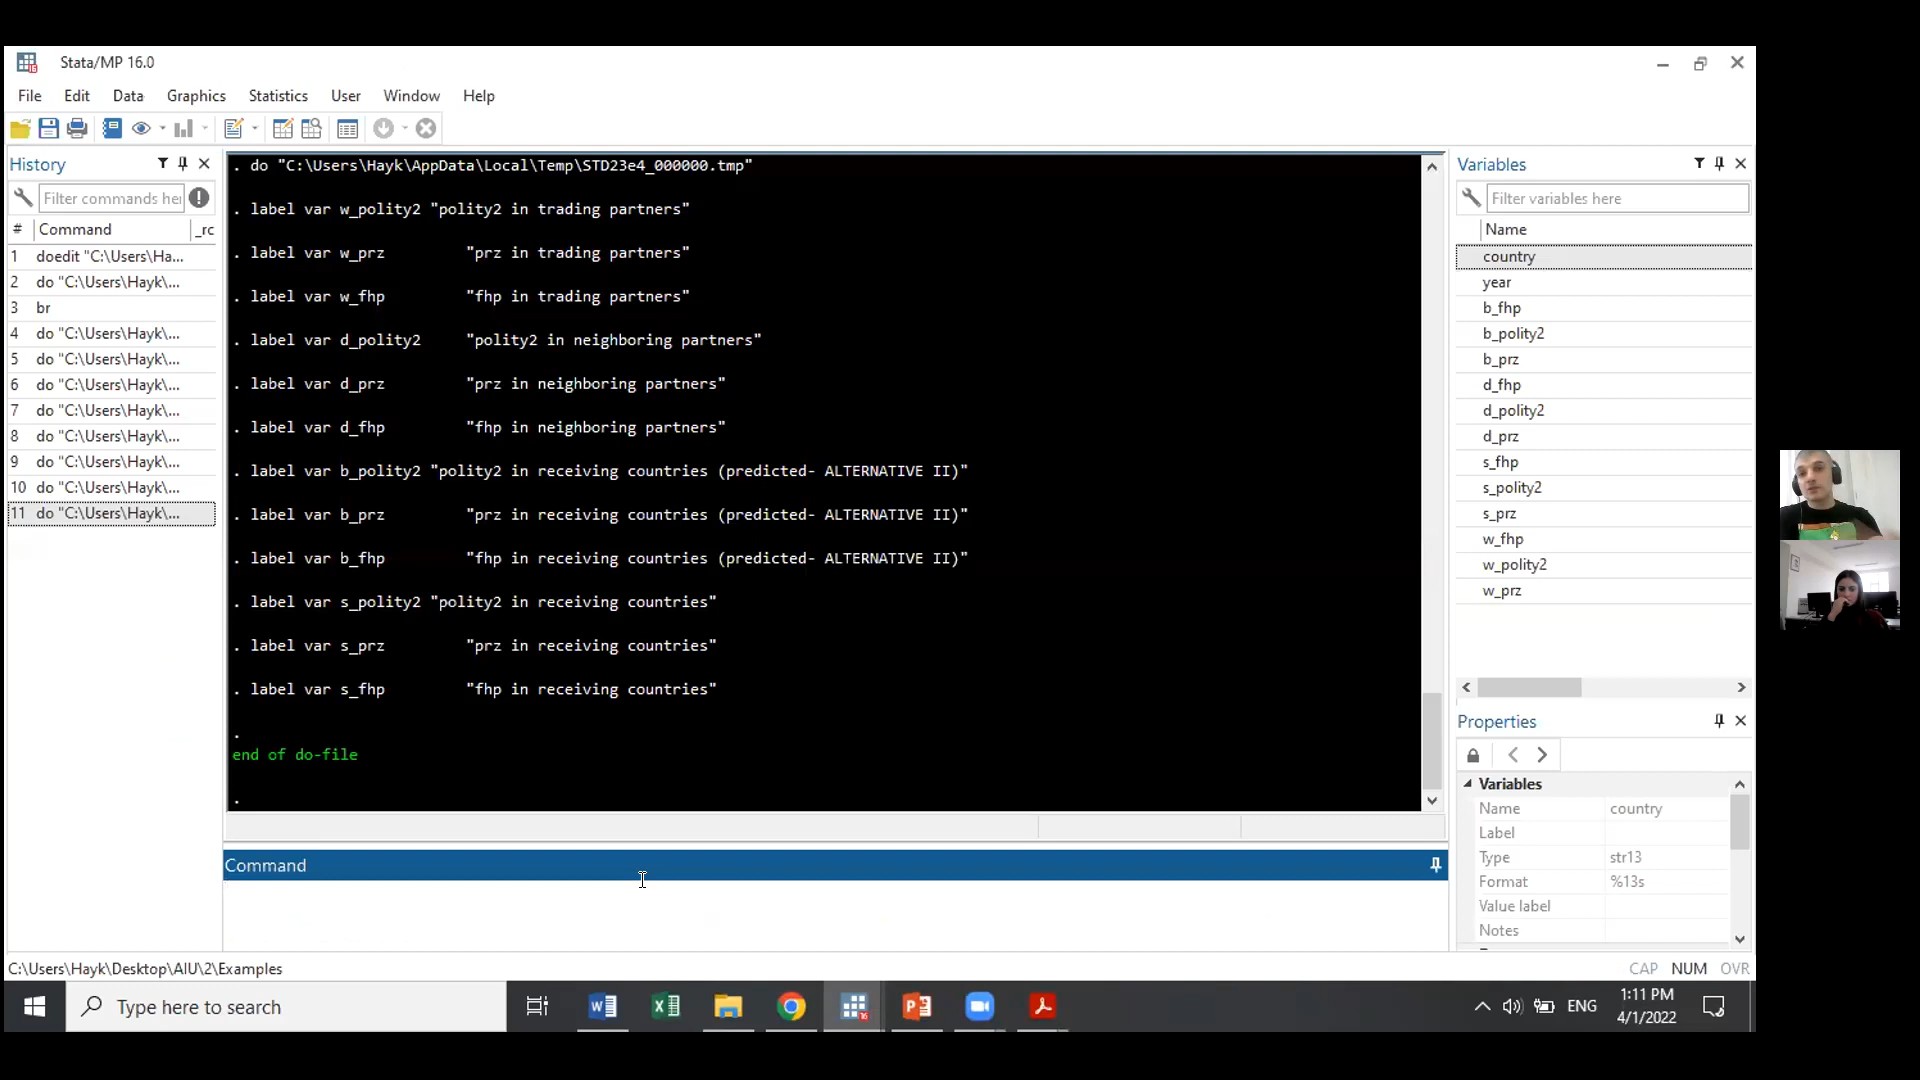 Stata/MP 16.0
File Edit Data Graphics Statistics User Window Help
History
Filter commands her
# Command _rc
1 doedit "C:\Users\Ha...
2 do "C:\Users\Hayk\...
3 br
4 do "C:\Users\Hayk\...
5 do "C:\Users\Hayk\...
6 do "C:\Users\Hayk\...
7 do "C:\Users\Hayk\...
8 do "C:\Users\Hayk\...
9 do "C:\Users\Hayk\...
10 do "C:\Users\Hayk\...
11 do "C:\Users\Hayk\...
. do "C:\Users\Hayk\AppData\Local\Temp\STD23e4_000000.tmp"
. label var w_polity2 "polity2 in trading partners"
. label var w_prz "prz in trading partners"
. label var w_fhp "fhp in trading partners"
. label var d_polity2 "polity2 in neighboring partners"
. label var d_prz "prz in neighboring partners"
. label var d_fhp "fhp in neighboring partners"
. label var b_polity2 "polity2 in receiving countries (predicted- ALTERNATIVE II)"
. label var b_prz "prz in receiving countries (predicted- ALTERNATIVE II)"
. label var b_fhp "fhp in receiving countries (predicted- ALTERNATIVE II)"
. label var s_polity2 "polity2 in receiving countries"
. label var s_prz "prz in receiving countries"
. label var s_fhp "fhp in receiving countries"
.
end of do-file
.
Command
Variables
Filter variables here
Name
country
year
b_fhp
b_polity2
b_prz
d_fhp
d_polity2
d_prz
s_fhp
s_polity2
s_prz
w_fhp
w_polity2
w_prz
Properties
Variables
Name country
Label
Type str13
Format %13s
Value label
Notes
C:\Users\Hayk\Desktop\AIU\2\Examples
CAP NUM OVR
Type here to search
ENG
1:11 PM
4/1/2022